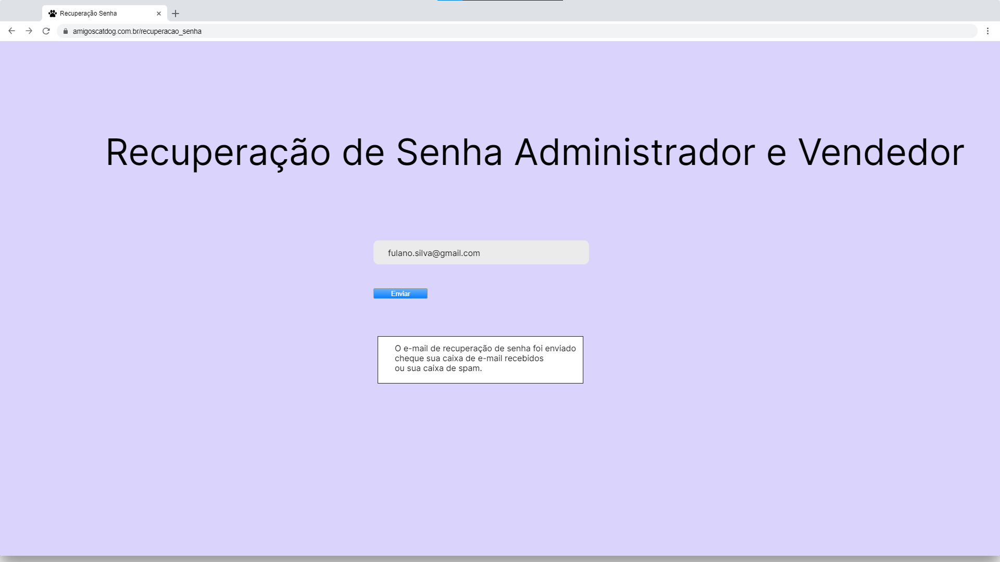 Recuperação Senha
amigoscatdog.com.br/recuperacao_senha
Recuperação de Senha Administrador e Vendedor
fulano.silva@gmail.com
Enviar
O e-mail de recuperação de senha foi enviado
cheque sua caixa de e-mail recebidos
ou sua caixa de spam.